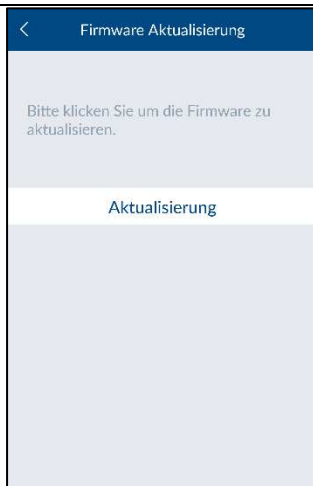 Firmware Aktualisierung
Bitte klicken Sie um die Firmware zu
aktualisieren.
Aktualisierung